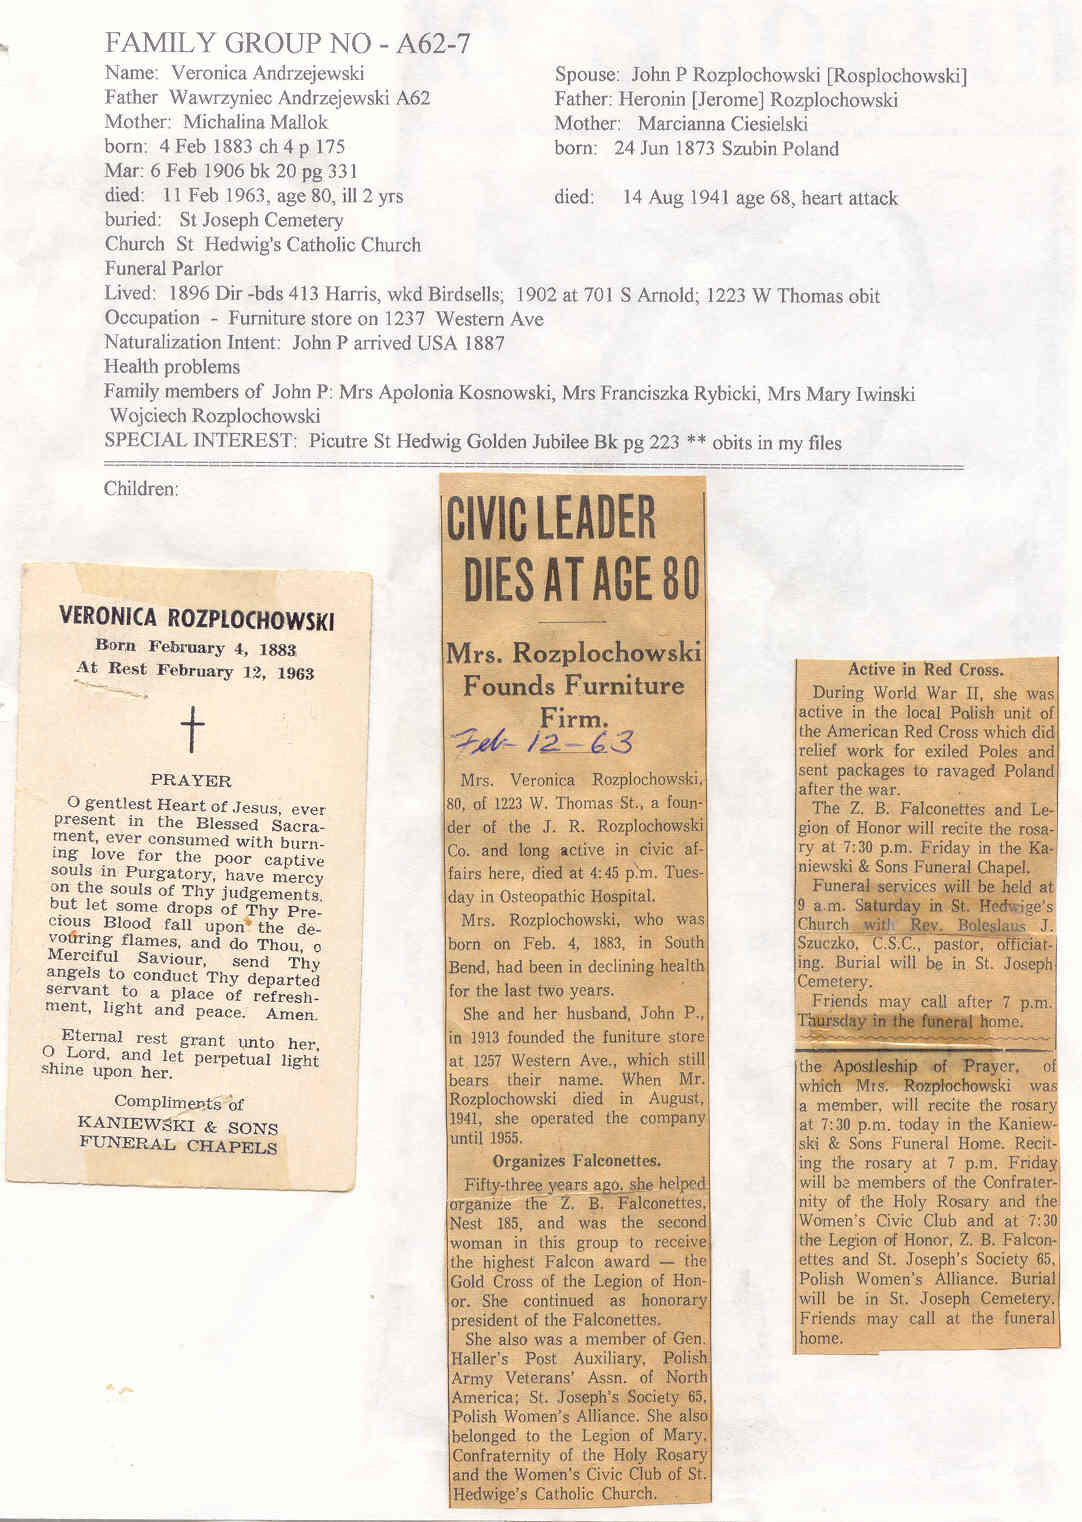 FAMILY GROUP NO - A62-7
Name: Veronica Andrzejewski
Father Wawrzyniec Andrzejewski A62
Mother: Michalina Mallok
born: 4 Feb 1883 ch 4 p 175
Mar: 6 Feb 1906 bk 20 pg 331
died: 11 Feb 1963, age 80, ill 2 yrs
buried: St Joseph Cemetery
Church St Hedwig's Catholic Church
Funeral Parlor
Spouse: John P Rozplochowski [Rosplochowski]
Father: Heronin [Jerome] Rozplochowski
Mother: Marcianna Ciesielski
born: 24 Jun 1873 Szubin Poland
died: 14 Aug 1941 age 68, heart attack
Lived: 1896 Dir -bds 413 Harris, wkd Birdsells; 1902 at 701 S Arnold; 1223 W Thomas obit
Occupation - Furniture store on 1237 Western Ave
Naturalization Intent: John P arrived USA 1887
Health problems
Family members of John P: Mrs Apolonia Kosnowski, Mrs Franciszka Rybicki, Mrs Mary Iwinski
Wojciech Rozplochowski
SPECIAL INTEREST: Picutre St Hedwig Golden Jubilee Bk pg 223 ** obits in my files
Children:
VERONICA ROZPLOCHOWSKI
Born February 4, 1883
At Rest February 12, 1963
PRAYER
O gentlest Heart of Jesus, ever
present in the Blessed Sacra-
ment, ever consumed with burn-
ing love for the poor captive
souls in Purgatory, have mercy
on the souls of Thy judgements.
but let some drops of Thy Pre-
cious Blood fall upon the de-
vouring flames, and do Thou, o
Merciful Saviour, send Thy
angels to conduct Thy departed
servant to a place of refresh-
ment, light and peace. Amen.
Eternal rest grant unto her,
O Lord, and let perpetual light
shine upon her.
Compliments of
KANIEWSKI & SONS
FUNERAL CHAPELS
CIVIC LEADER
DIES AT AGE 80
Mrs. Rozplochowski
Founds Furniture
Firm.
Feb-12-63
Mrs. Veronica Rozplochowski,
80, of 1223 W. Thomas St., a foun-
der of the J. R. Rozplochowski
Co. and long active in civic af-
fairs here, died at 4:45 p.m. Tues-
day in Osteopathic Hospital.
Mrs. Rozplochowski, who was
born on Feb. 4, 1883, in South
Bend, had been in declining health
for the last two years.
She and her husband, John P.,
in 1913 founded the funiture store
at 1257 Western Ave., which still
bears their name. When Mr.
Rozplochowski died in August,
1941, she operated the company
until 1955.
Organizes Falconettes.
Fifty-three years ago, she helped
organize the Z. B. Falconettes,
Nest 185, and was the second
woman in this group to receive
the highest Falcon award — the
Gold Cross of the Legion of Hon-
or. She continued as honorary
president of the Falconettes.
She also was a member of Gen.
Haller's Post Auxiliary, Polish
Army Veterans' Assn. of North
America; St. Joseph's Society 65,
Polish Women's Alliance. She also
belonged to the Legion of Mary,
Confraternity of the Holy Rosary
and the Women's Civic Club of St.
Hedwige's Catholic Church.
Active in Red Cross.
During World War II, she was
active in the local Polish unit of
the American Red Cross which did
relief work for exiled Poles and
sent packages to ravaged Poland
after the war.
The Z. B. Falconettes and Le-
gion of Honor will recite the rosa-
ry at 7:30 p.m. Friday in the Ka-
niewski & Sons Funeral Chapel.
Funeral services will be held at
9 a.m. Saturday in St. Hedwige's
Church with Rev. Boleslaus J.
Szuczko, C.S.C., pastor, officiat-
ing. Burial will be in St. Joseph
Cemetery.
Friends may call after 7 p.m.
Thursday in the funeral home.
the Apostleship of Prayer, of
which Mrs. Rozplochowski was
a member, will recite the rosary
at 7:30 p.m. today in the Kaniew-
ski & Sons Funeral Home. Recit-
ing the rosary at 7 p.m. Friday
will be members of the Confrater-
nity of the Holy Rosary and the
Women's Civic Club and at 7:30
the Legion of Honor, Z. B. Falcon-
ettes and St. Joseph's Society 65,
Polish Women's Alliance. Burial
will be in St. Joseph Cemetery.
Friends may call at the funeral
home.